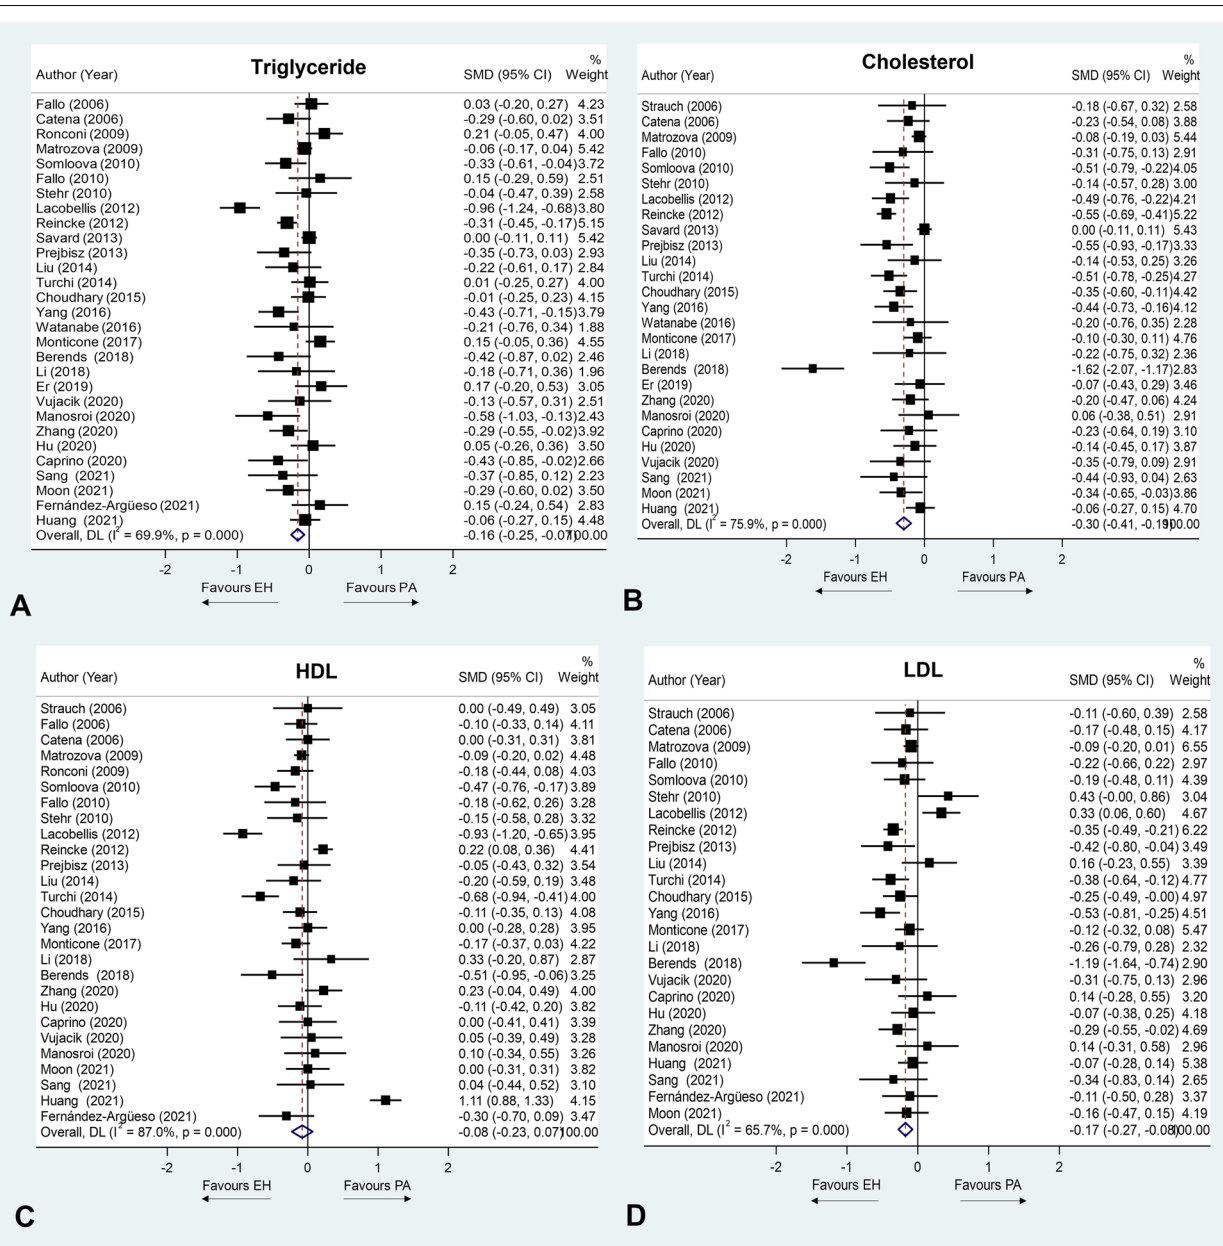 Triglyceride
Author (Year) SMD (95% CI) % Weight
Fallo (2006) 0.03 (-0.20, 0.27) 4.23
Catena (2006) -0.29 (-0.60, 0.02) 3.51
Ronconi (2009) 0.21 (-0.05, 0.47) 4.00
Matrozova (2009) -0.06 (-0.17, 0.04) 5.42
Somloova (2010) -0.33 (-0.61, -0.04) 3.72
Fallo (2010) 0.15 (-0.29, 0.59) 2.51
Stehr (2010) -0.04 (-0.47, 0.39) 2.58
Lacobellis (2012) -0.96 (-1.24, -0.68) 3.80
Reincke (2012) -0.31 (-0.45, -0.17) 5.15
Savard (2013) 0.00 (-0.11, 0.11) 5.42
Prejbisz (2013) -0.35 (-0.73, 0.03) 2.93
Liu (2014) -0.22 (-0.61, 0.17) 2.84
Turchi (2014) 0.01 (-0.25, 0.27) 4.00
Choudhary (2015) -0.01 (-0.25, 0.23) 4.15
Yang (2016) -0.43 (-0.71, -0.15) 3.79
Watanabe (2016) -0.21 (-0.76, 0.34) 1.88
Monticone (2017) 0.15 (-0.05, 0.36) 4.55
Berends (2018) -0.42 (-0.87, 0.02) 2.46
Li (2018) -0.18 (-0.71, 0.36) 1.96
Er (2019) 0.17 (-0.20, 0.53) 3.05
Vujacik (2020) -0.13 (-0.57, 0.31) 2.51
Manosroi (2020) -0.58 (-1.03, -0.13) 2.43
Zhang (2020) -0.29 (-0.55, -0.02) 3.92
Hu (2020) 0.05 (-0.26, 0.36) 3.50
Caprino (2020) -0.43 (-0.85, -0.02) 2.66
Sang (2021) -0.37 (-0.85, 0.12) 2.23
Moon (2021) -0.29 (-0.60, 0.02) 3.50
Fernández-Argüeso (2021) 0.15 (-0.24, 0.54) 2.83
Huang (2021) -0.06 (-0.27, 0.15) 4.48
Overall, DL (I² = 69.9%, p = 0.000) -0.16 (-0.25, -0.07) 100.00
-2 -1 0 1 2
Favours EH Favours PA
A
Cholesterol
Author (Year) SMD (95% CI) % Weight
Strauch (2006) -0.18 (-0.67, 0.32) 2.58
Catena (2006) -0.23 (-0.54, 0.08) 3.88
Matrozova (2009) -0.08 (-0.19, 0.03) 5.44
Fallo (2010) -0.31 (-0.75, 0.13) 2.91
Somloova (2010) -0.51 (-0.79, -0.22) 4.05
Stehr (2010) -0.14 (-0.57, 0.28) 3.00
Lacobellis (2012) -0.49 (-0.76, -0.22) 4.21
Reincke (2012) -0.55 (-0.69, -0.41) 5.22
Savard (2013) 0.00 (-0.11, 0.11) 5.43
Prejbisz (2013) -0.55 (-0.93, -0.17) 3.33
Liu (2014) -0.14 (-0.53, 0.25) 3.26
Turchi (2014) -0.51 (-0.78, -0.25) 4.27
Choudhary (2015) -0.35 (-0.60, -0.11) 4.42
Yang (2016) -0.44 (-0.73, -0.16) 4.12
Watanabe (2016) -0.20 (-0.76, 0.35) 2.28
Monticone (2017) -0.10 (-0.30, 0.11) 4.76
Li (2018) -0.22 (-0.75, 0.32) 2.36
Berends (2018) -1.62 (-2.07, -1.17) 2.83
Er (2019) -0.07 (-0.43, 0.29) 3.46
Zhang (2020) -0.20 (-0.47, 0.06) 4.24
Manosroi (2020) 0.06 (-0.38, 0.51) 2.91
Caprino (2020) -0.23 (-0.64, 0.19) 3.10
Hu (2020) -0.14 (-0.45, 0.17) 3.87
Vujacik (2020) -0.35 (-0.79, 0.09) 2.91
Sang (2021) -0.44 (-0.93, 0.04) 2.63
Moon (2021) -0.34 (-0.65, -0.03) 3.86
Huang (2021) -0.06 (-0.27, 0.15) 4.70
Overall, DL (I² = 75.9%, p = 0.000) -0.30 (-0.41, -0.19) 100.00
-2 -1 0 1 2
Favours EH Favours PA
B
HDL
Author (Year) SMD (95% CI) % Weight
Strauch (2006) 0.00 (-0.49, 0.49) 3.05
Fallo (2006) -0.10 (-0.33, 0.14) 4.11
Catena (2006) 0.00 (-0.31, 0.31) 3.81
Matrozova (2009) -0.09 (-0.20, 0.02) 4.48
Ronconi (2009) -0.18 (-0.44, 0.08) 4.03
Somloova (2010) -0.47 (-0.76, -0.17) 3.89
Fallo (2010) -0.18 (-0.62, 0.26) 3.28
Stehr (2010) -0.15 (-0.58, 0.28) 3.32
Lacobellis (2012) -0.93 (-1.20, -0.65) 3.95
Reincke (2012) 0.22 (0.08, 0.36) 4.41
Prejbisz (2013) -0.05 (-0.43, 0.32) 3.54
Liu (2014) -0.20 (-0.59, 0.19) 3.48
Turchi (2014) -0.68 (-0.94, -0.41) 4.00
Choudhary (2015) -0.11 (-0.35, 0.13) 4.08
Yang (2016) 0.00 (-0.28, 0.28) 3.95
Monticone (2017) -0.17 (-0.37, 0.03) 4.22
Li (2018) 0.33 (-0.20, 0.87) 2.87
Berends (2018) -0.51 (-0.95, -0.06) 3.25
Zhang (2020) 0.23 (-0.04, 0.49) 4.00
Hu (2020) -0.11 (-0.42, 0.20) 3.82
Caprino (2020) 0.00 (-0.41, 0.41) 3.39
Vujacik (2020) 0.05 (-0.39, 0.49) 3.28
Manosroi (2020) 0.10 (-0.34, 0.55) 3.26
Moon (2021) 0.00 (-0.31, 0.31) 3.82
Sang (2021) 0.04 (-0.44, 0.52) 3.10
Huang (2021) 1.11 (0.88, 1.33) 4.15
Fernández-Argüeso (2021) -0.30 (-0.70, 0.09) 3.47
Overall, DL (I² = 87.0%, p = 0.000) -0.08 (-0.23, 0.07) 100.00
-2 -1 0 1 2
Favours EH Favours PA
C
LDL
Author (Year) SMD (95% CI) % Weight
Strauch (2006) -0.11 (-0.60, 0.39) 2.58
Catena (2006) -0.17 (-0.48, 0.15) 4.17
Matrozova (2009) -0.09 (-0.20, 0.01) 6.55
Fallo (2010) -0.22 (-0.66, 0.22) 2.97
Somloova (2010) -0.19 (-0.48, 0.11) 4.39
Stehr (2010) 0.43 (-0.00, 0.86) 3.04
Lacobellis (2012) 0.33 (0.06, 0.60) 4.67
Reincke (2012) -0.35 (-0.49, -0.21) 6.22
Prejbisz (2013) -0.42 (-0.80, -0.04) 3.49
Liu (2014) 0.16 (-0.23, 0.55) 3.39
Turchi (2014) -0.38 (-0.64, -0.12) 4.77
Choudhary (2015) -0.25 (-0.49, -0.00) 4.97
Yang (2016) -0.53 (-0.81, -0.25) 4.51
Monticone (2017) -0.12 (-0.32, 0.08) 5.47
Li (2018) -0.26 (-0.79, 0.28) 2.32
Berends (2018) -1.19 (-1.64, -0.74) 2.90
Vujacik (2020) -0.31 (-0.75, 0.13) 2.96
Caprino (2020) 0.14 (-0.28, 0.55) 3.20
Hu (2020) -0.07 (-0.38, 0.25) 4.18
Zhang (2020) -0.29 (-0.55, -0.02) 4.69
Manosroi (2020) 0.14 (-0.31, 0.58) 2.96
Huang (2021) -0.07 (-0.28, 0.14) 5.38
Sang (2021) -0.34 (-0.83, 0.14) 2.65
Fernández-Argüeso (2021) -0.11 (-0.50, 0.28) 3.37
Moon (2021) -0.16 (-0.47, 0.15) 4.19
Overall, DL (I² = 65.7%, p = 0.000) -0.17 (-0.27, -0.08) 100.00
-2 -1 0 1 2
Favours EH Favours PA
D